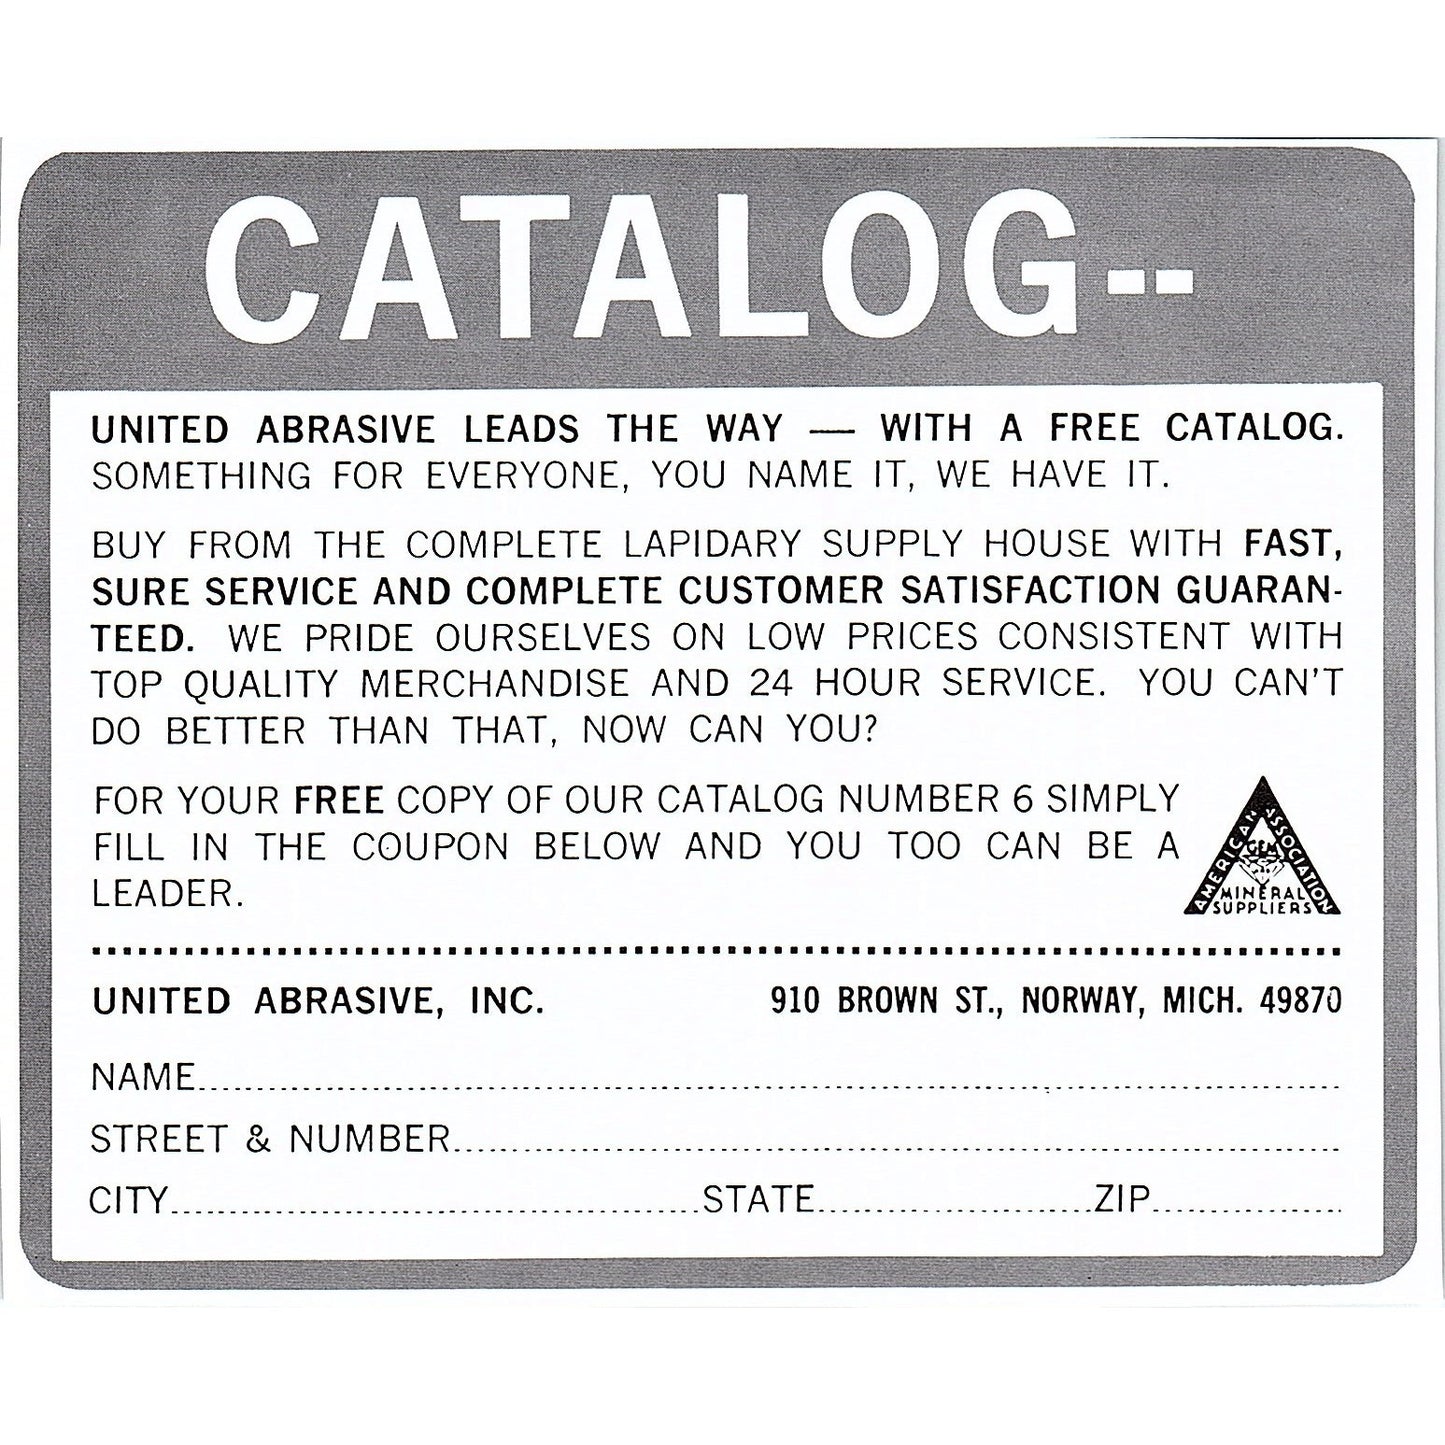 CATALOG--
UNITED ABRASIVE LEADS THE WAY — WITH A FREE CATALOG.
SOMETHING FOR EVERYONE, YOU NAME IT, WE HAVE IT.
BUY FROM THE COMPLETE LAPIDARY SUPPLY HOUSE WITH FAST,
SURE SERVICE AND COMPLETE CUSTOMER SATISFACTION GUARAN-
TEED. WE PRIDE OURSELVES ON LOW PRICES CONSISTENT WITH
TOP QUALITY MERCHANDISE AND 24 HOUR SERVICE. YOU CAN'T
DO BETTER THAN THAT, NOW CAN YOU?
FOR YOUR FREE COPY OF OUR CATALOG NUMBER 6 SIMPLY
FILL IN THE COUPON BELOW AND YOU TOO CAN BE A
LEADER.
AMERICAN ASSOCIATION
GEM
MINERAL
SUPPLIERS
UNITED ABRASIVE, INC. 910 BROWN ST., NORWAY, MICH. 49870
NAME
STREET & NUMBER
CITY STATE ZIP